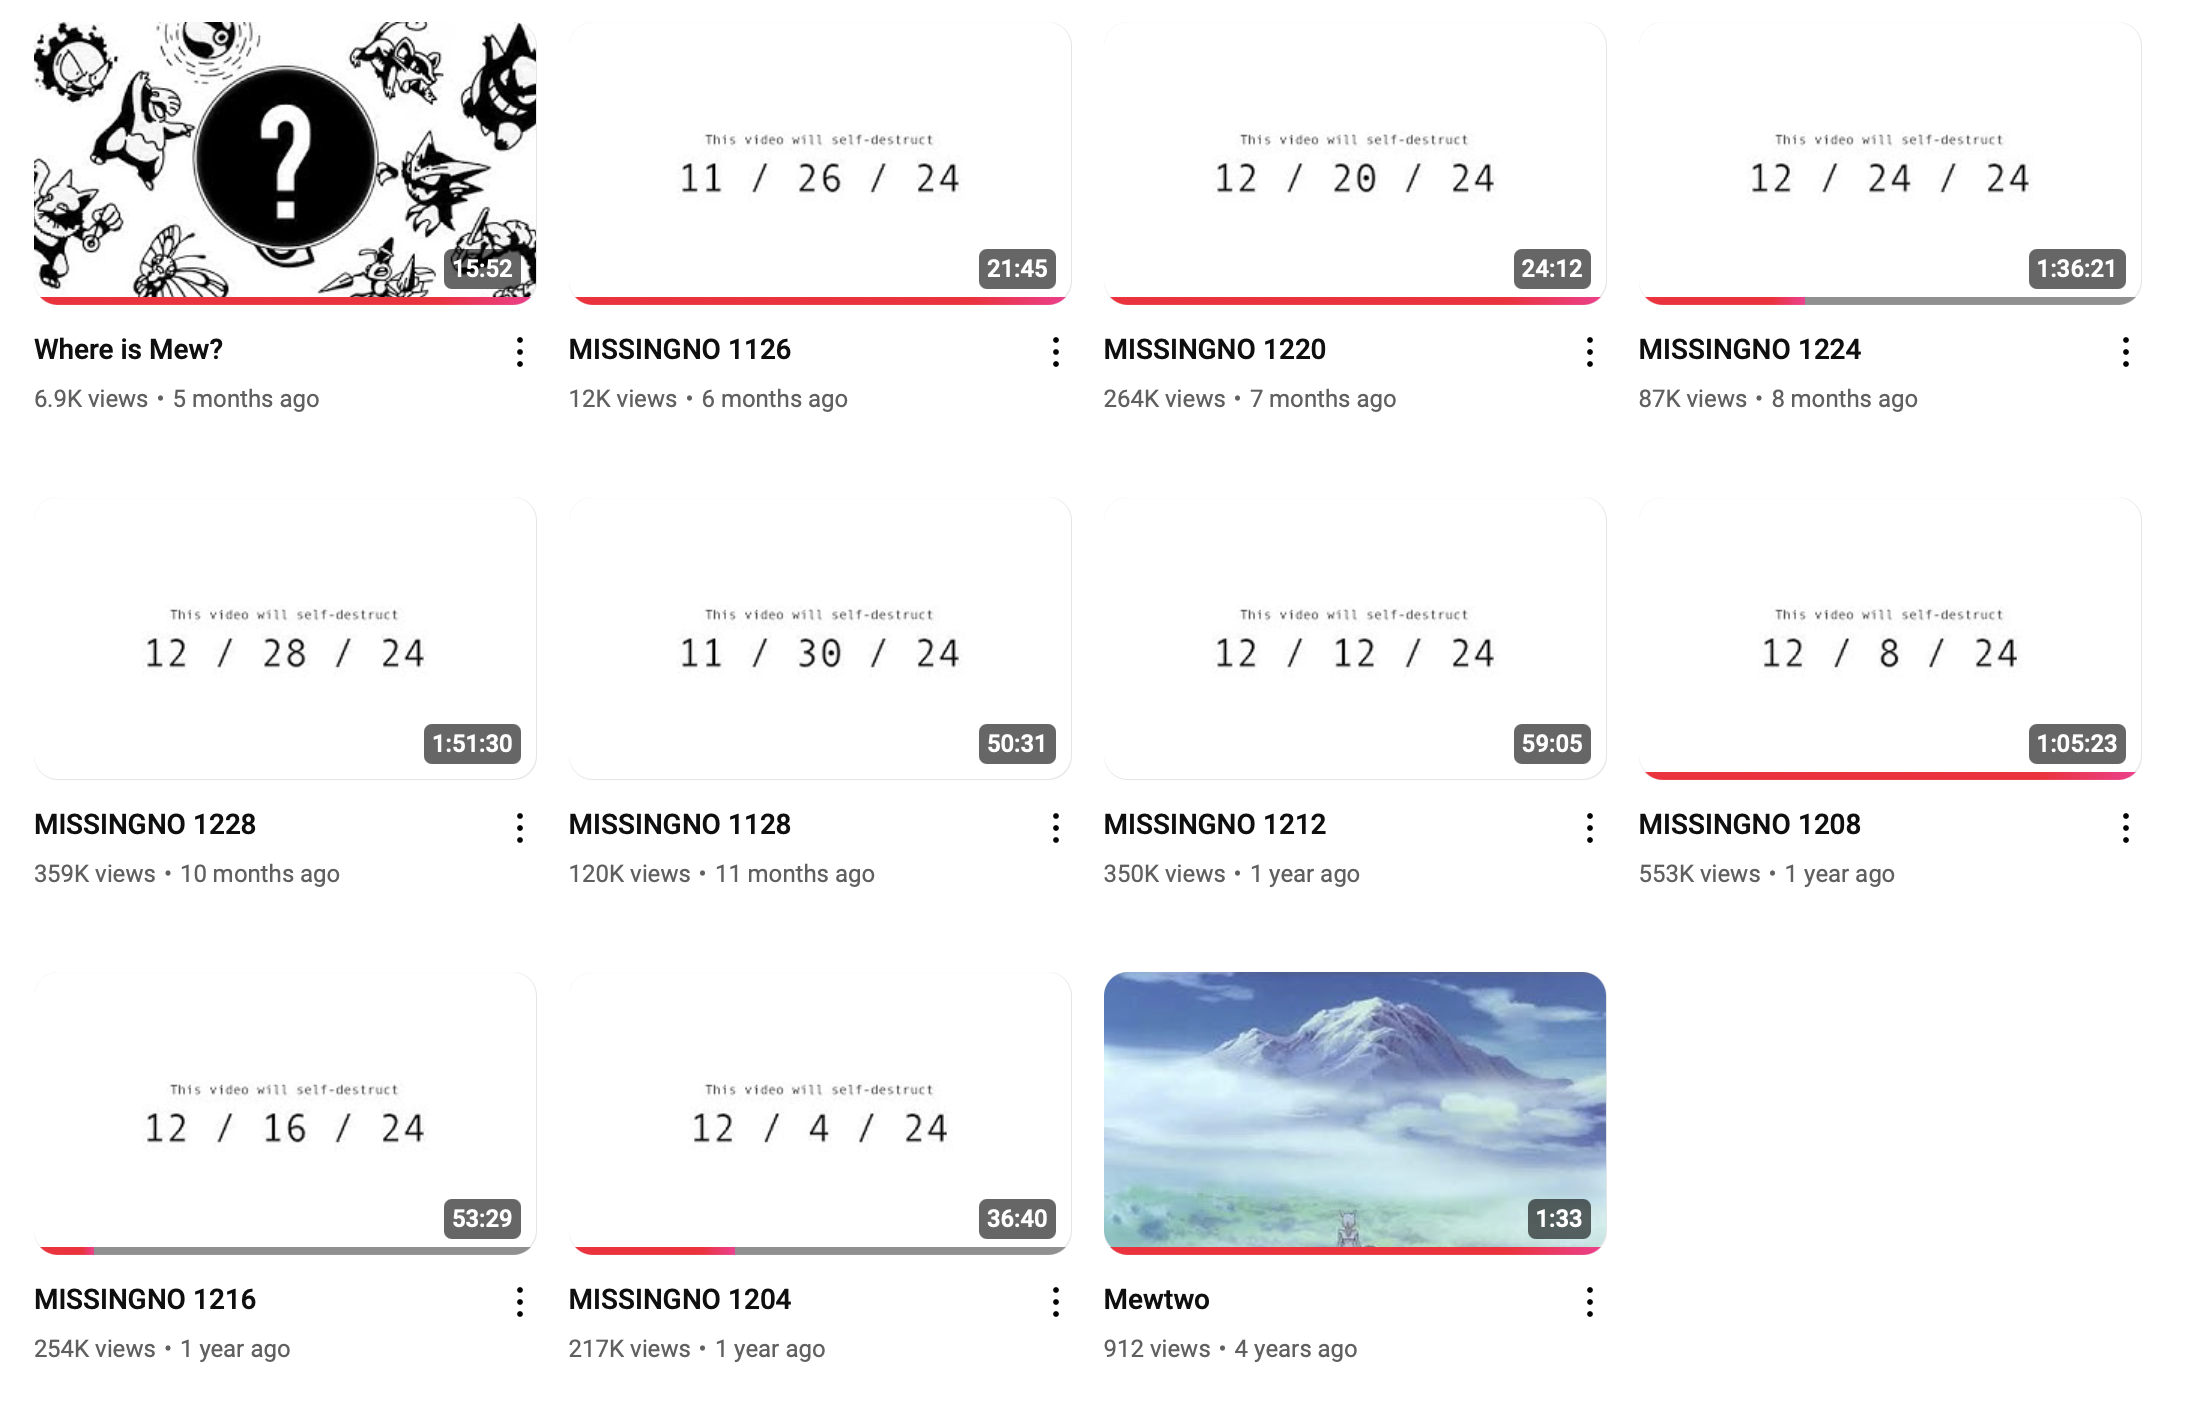 ?
15:52
Where is Mew?
6.9K views • 5 months ago
This video will self-destruct
11 / 26 / 24
21:45
MISSINGNO 1126
12K views • 6 months ago
This video will self-destruct
12 / 20 / 24
24:12
MISSINGNO 1220
264K views • 7 months ago
This video will self-destruct
12 / 24 / 24
1:36:21
MISSINGNO 1224
87K views • 8 months ago
This video will self-destruct
12 / 28 / 24
1:51:30
MISSINGNO 1228
359K views • 10 months ago
This video will self-destruct
11 / 30 / 24
50:31
MISSINGNO 1128
120K views • 11 months ago
This video will self-destruct
12 / 12 / 24
59:05
MISSINGNO 1212
350K views • 1 year ago
This video will self-destruct
12 / 8 / 24
1:05:23
MISSINGNO 1208
553K views • 1 year ago
This video will self-destruct
12 / 16 / 24
53:29
MISSINGNO 1216
254K views • 1 year ago
This video will self-destruct
12 / 4 / 24
36:40
MISSINGNO 1204
217K views • 1 year ago
1:33
Mewtwo
912 views • 4 years ago